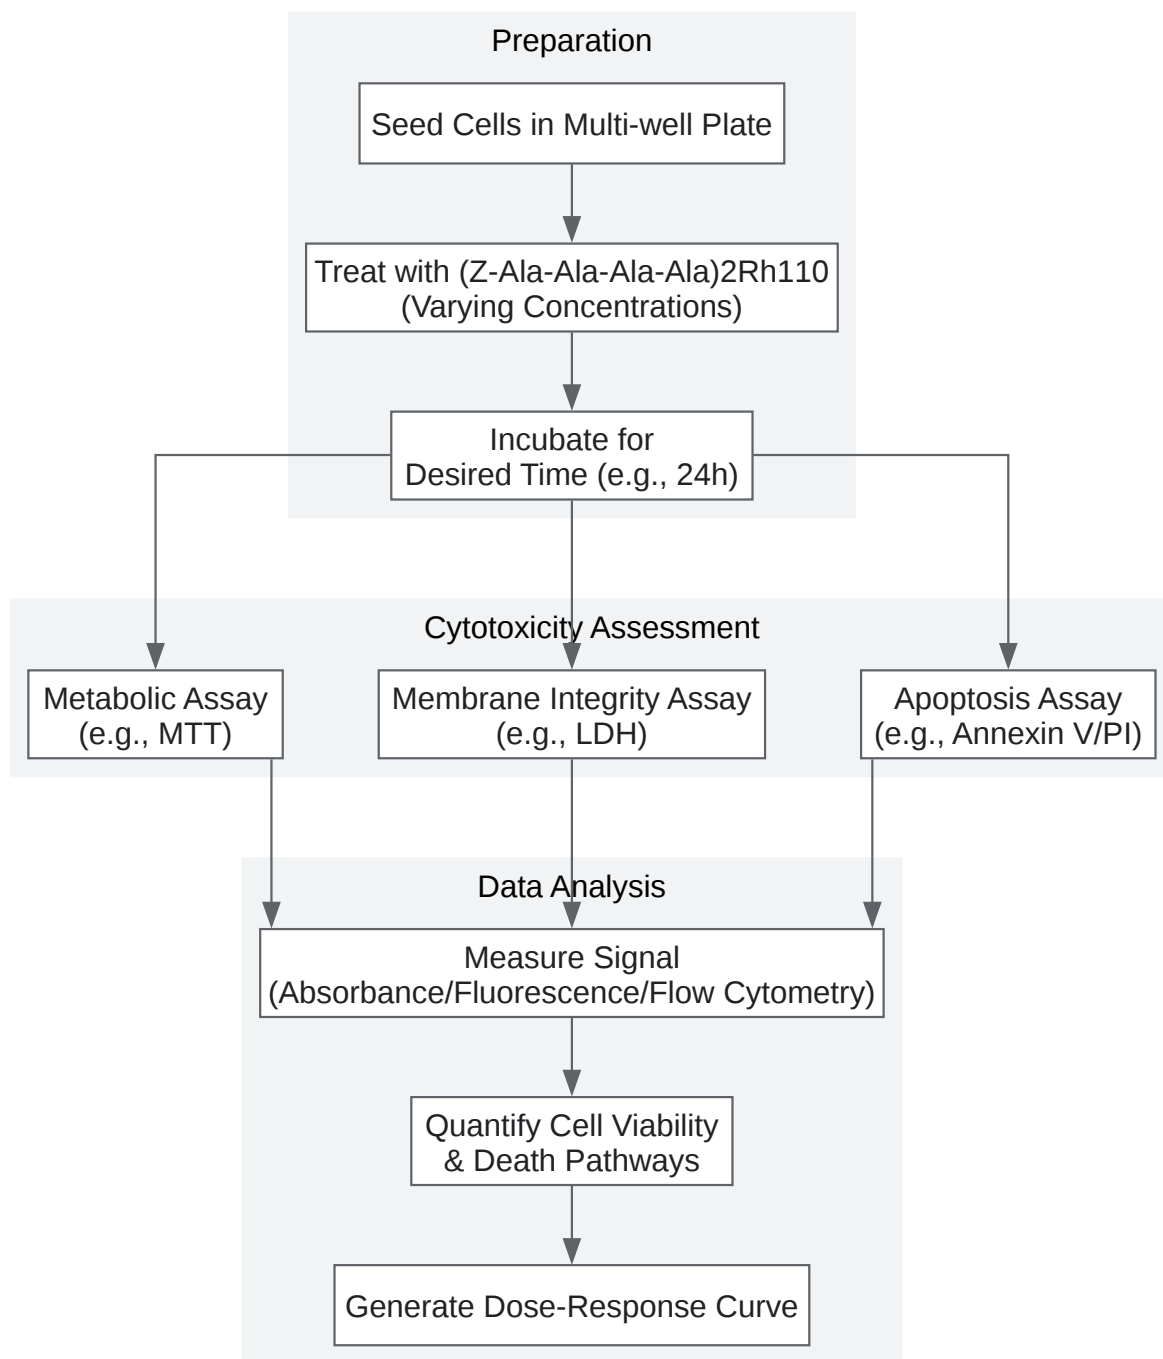 Preparation
Seed Cells in Multi-well Plate
Treat with (Z-Ala-Ala-Ala-Ala)2Rh110
(Varying Concentrations)
Incubate for
Desired Time (e.g., 24h)
Cytotoxicity Assessment
Metabolic Assay
(e.g., MTT)
Membrane Integrity Assay
(e.g., LDH)
Apoptosis Assay
(e.g., Annexin V/PI)
Data Analysis
Measure Signal
(Absorbance/Fluorescence/Flow Cytometry)
Quantify Cell Viability
& Death Pathways
Generate Dose-Response Curve